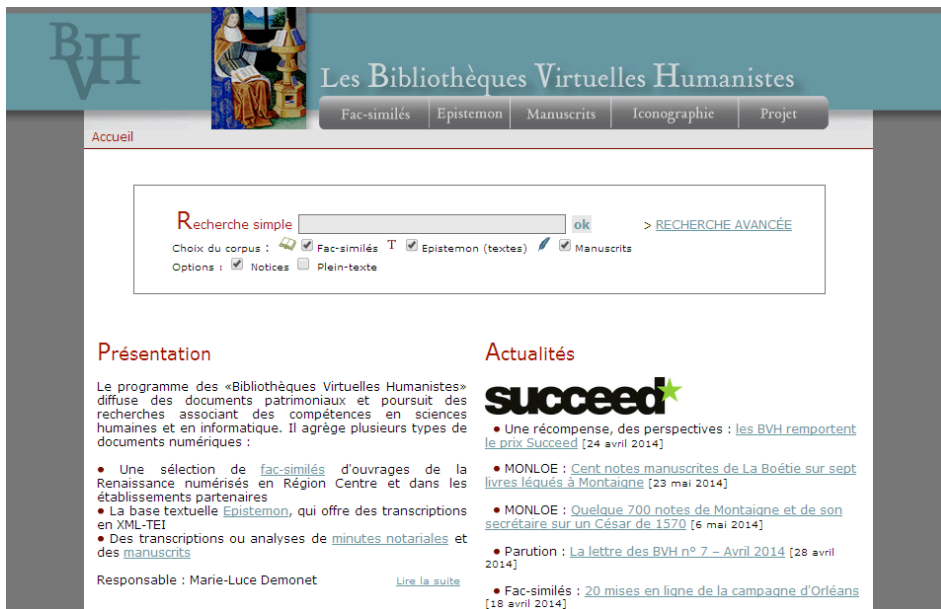 BVH
Les Bibliothèques Virtuelles Humanistes
Fac-similés Epistemon Manuscrits Iconographie Projet
Accueil
Recherche simple ok > RECHERCHE AVANCÉE
Choix du corpus : Fac-similés T Epistemon (textes) Manuscrits
Options : Notices Plein-texte
Présentation
Le programme des «Bibliothèques Virtuelles Humanistes»
diffuse des documents patrimoniaux et poursuit des
recherches associant des compétences en sciences
humaines et en informatique. Il agrège plusieurs types de
documents numériques :
• Une sélection de fac-similés d'ouvrages de la
Renaissance numérisés en Région Centre et dans les
établissements partenaires
• La base textuelle Epistemon, qui offre des transcriptions
en XML-TEI
• Des transcriptions ou analyses de minutes notariales et
des manuscrits
Responsable : Marie-Luce Demonet Lire la suite
Actualités
succeed
• Une récompense, des perspectives : les BVH remportent
le prix Succeed [24 avril 2014]
• MONLOE : Cent notes manuscrites de La Boétie sur sept
livres légués à Montaigne [23 mai 2014]
• MONLOE : Quelque 700 notes de Montaigne et de son
secrétaire sur un César de 1570 [6 mai 2014]
• Parution : La lettre des BVH n° 7 – Avril 2014 [28 avril
2014]
• Fac-similés : 20 mises en ligne de la campagne d'Orléans
[18 avril 2014]